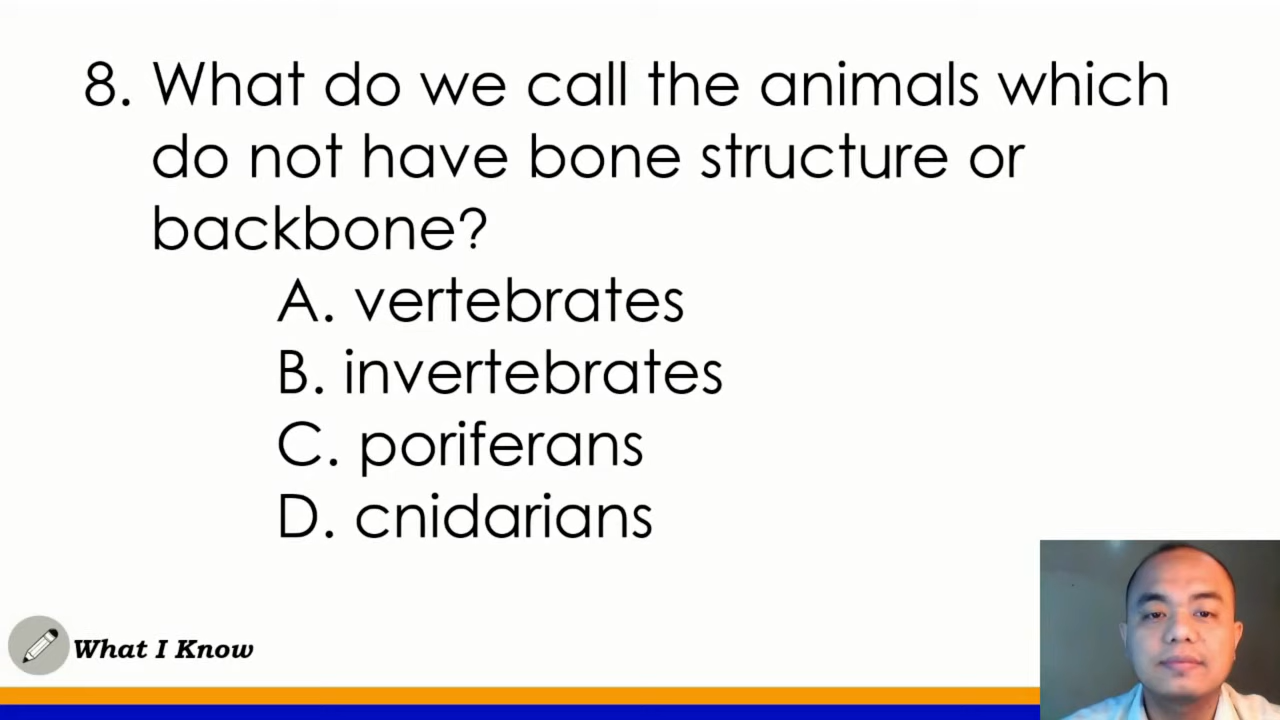 8. What do we call the animals which
do not have bone structure or
backbone?
A. vertebrates
B. invertebrates
C. poriferans
D. cnidarians
What I Know